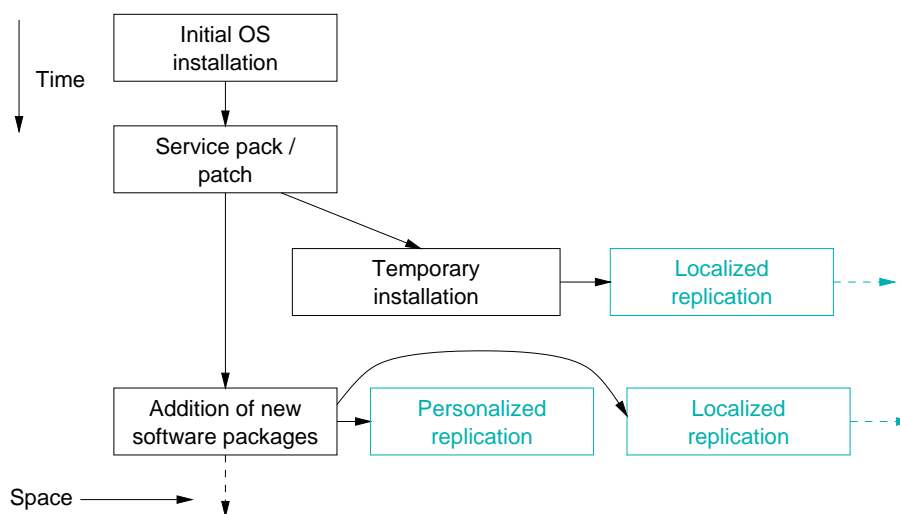 Initial OS
installation
Time
Service pack /
patch
Temporary
installation
Localized
replication
Addition of new
software packages
Personalized
replication
Localized
replication
Space